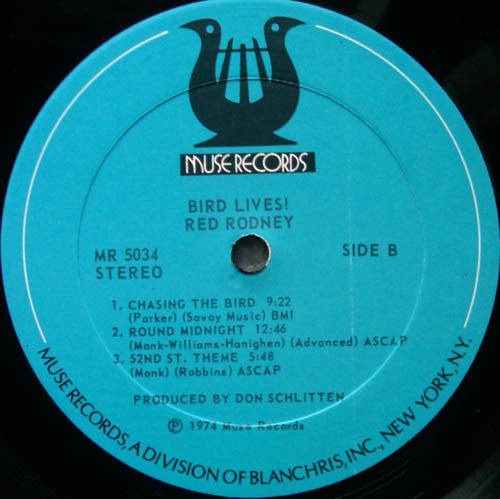 MUSE RECORDS
BIRD LIVES!
RED RODNEY
MR 5034
STEREO
SIDE B
1. CHASING THE BIRD 9:22
(Parker) (Savoy Music) BMI
2. ROUND MIDNIGHT 12:46
(Monk-Williams-Hanighen) (Advanced) ASCAP
3. 52ND ST. THEME 5:48
(Monk) (Robbins) ASCAP
PRODUCED BY DON SCHLITTEN
Ⓟ 1974 Muse Records
MUSE RECORDS, A DIVISION OF BLANCHRIS, INC., NEW YORK, N.Y.